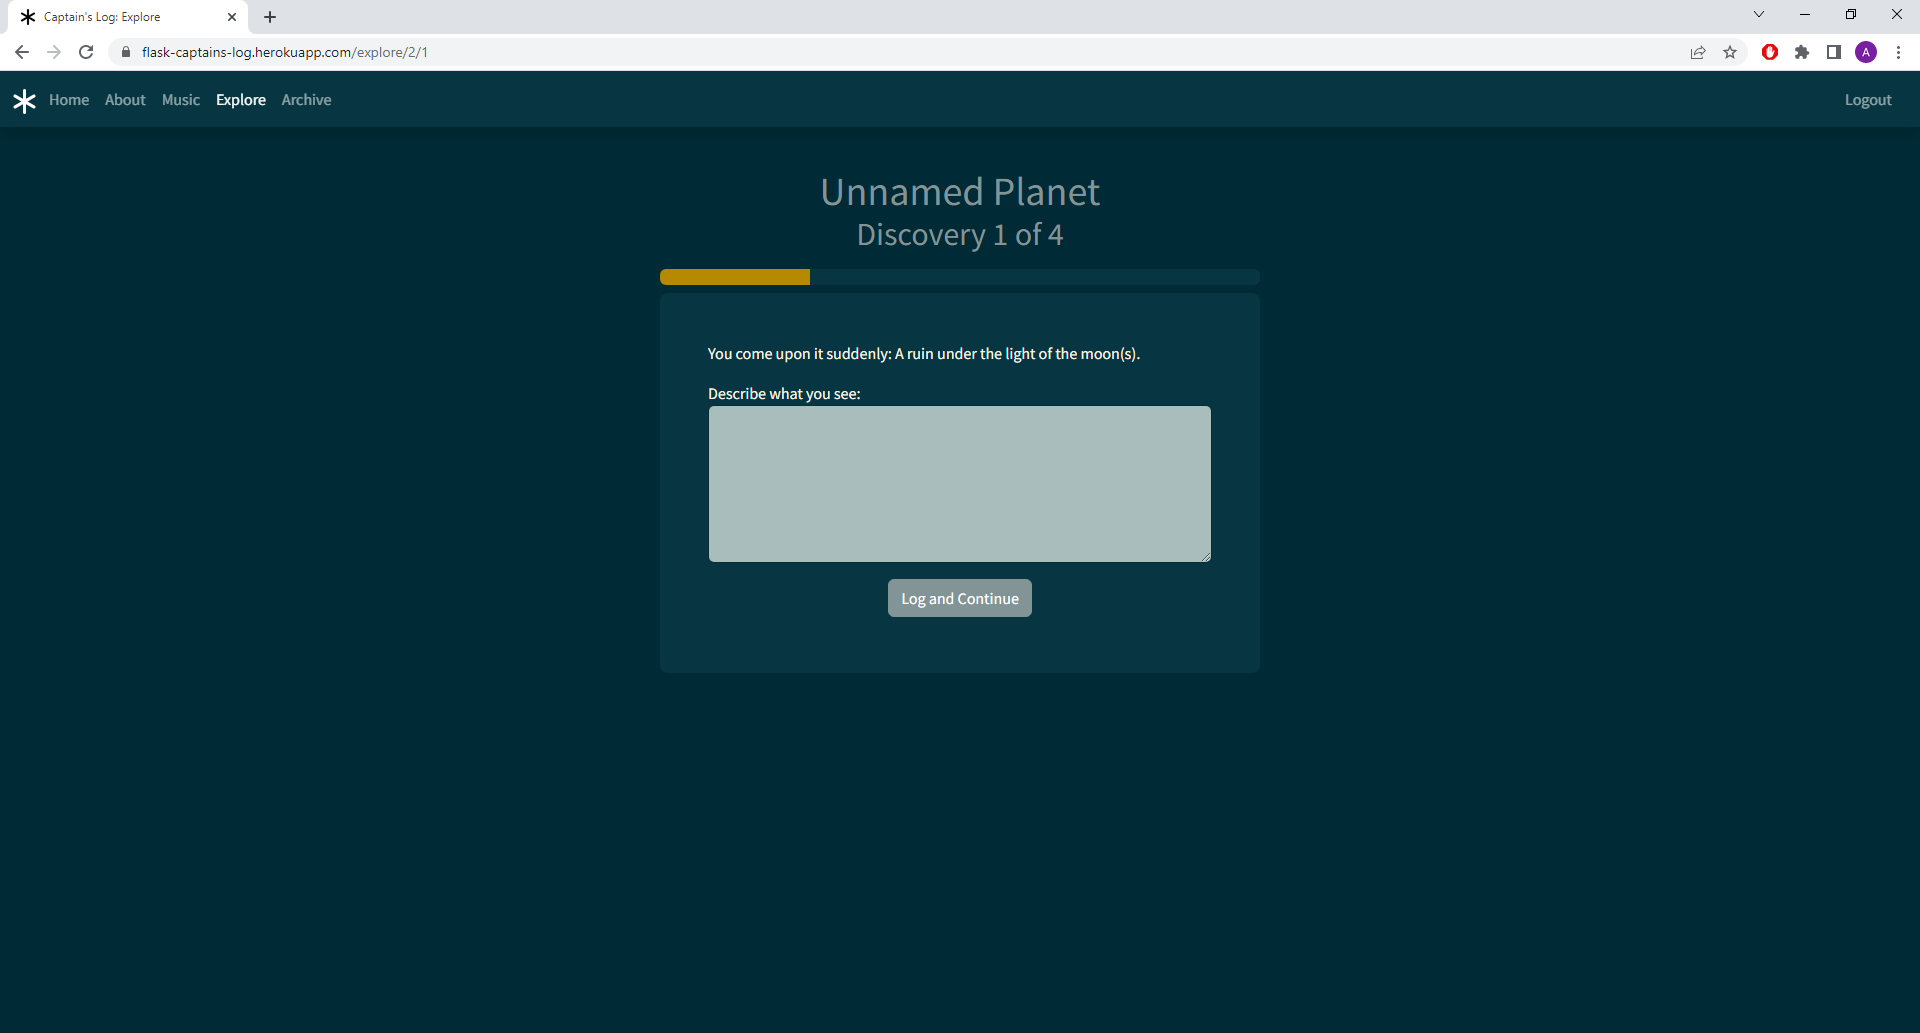 Captain's Log: Explore
flask-captains-log.herokuapp.com/explore/2/1
A
Home About Music Explore Archive Logout
Unnamed Planet
Discovery 1 of 4
You come upon it suddenly: A ruin under the light of the moon(s).
Describe what you see:
Log and Continue